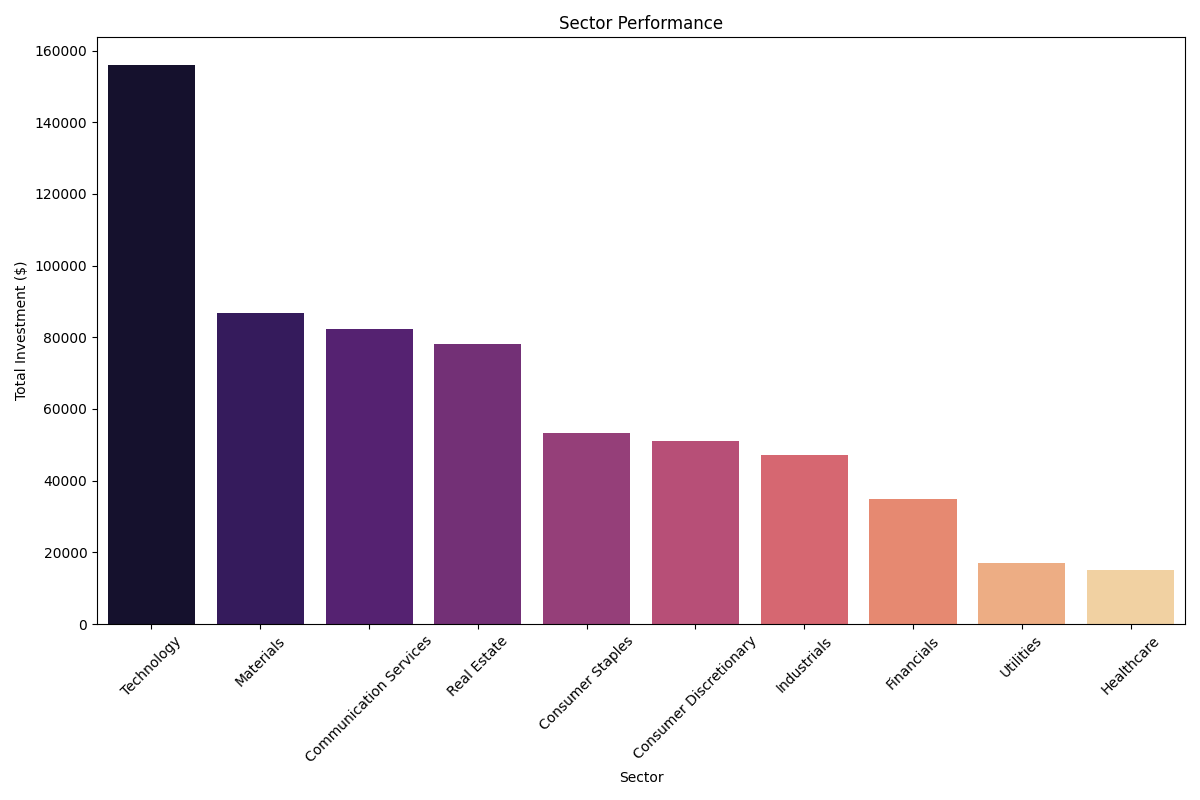 Sector Performance
Total Investment ($)
160000
140000
120000
100000
80000
60000
40000
20000
0
Technology
Materials
Communication Services
Real Estate
Consumer Staples
Consumer Discretionary
Industrials
Financials
Utilities
Healthcare
Sector